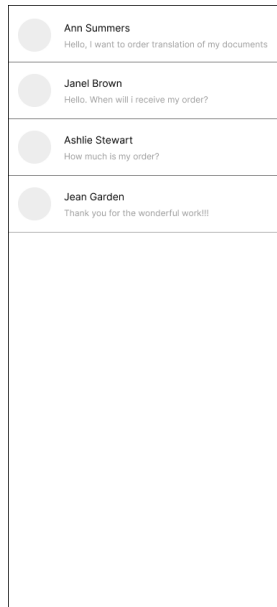 Ann Summers
Hello, I want to order translation of my documents
Janel Brown
Hello. When will i receive my order?
Ashlie Stewart
How much is my order?
Jean Garden
Thank you for the wonderful work!!!